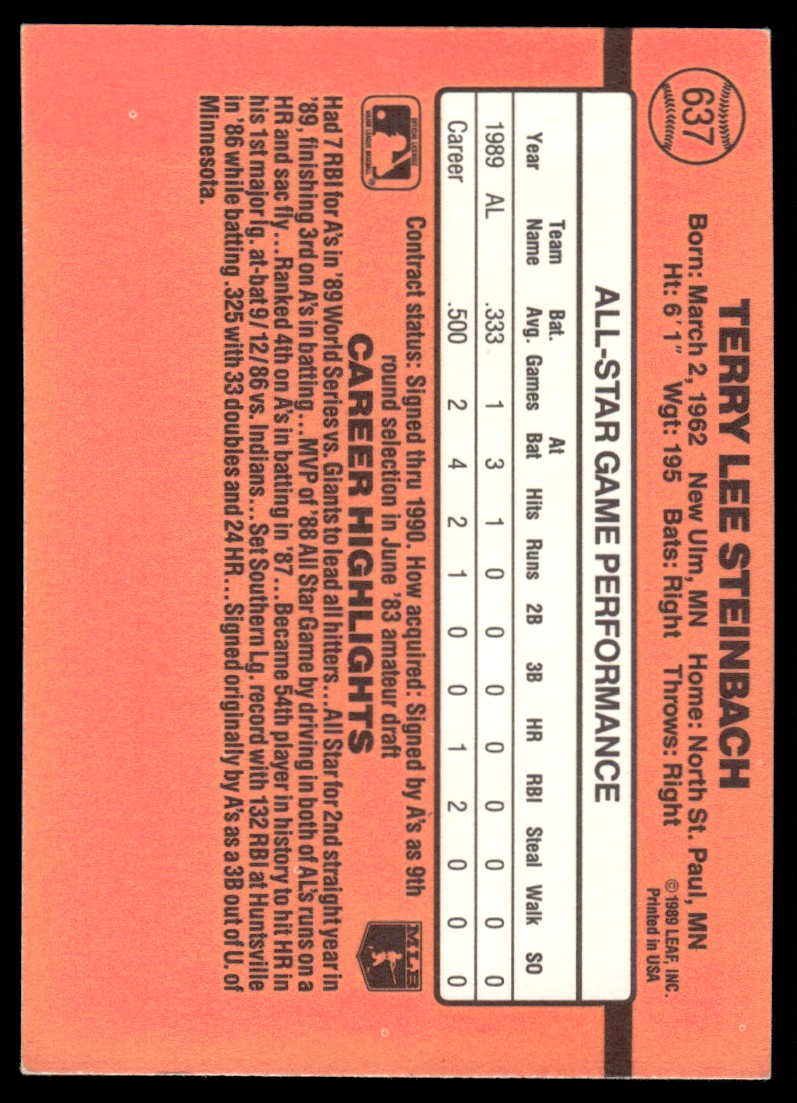 637
TERRY LEE STEINBACH
Born: March 2, 1962 New Ulm, MN Home: North St. Paul, MN
Ht: 6'1" Wgt: 195 Bats: Right Throws: Right
©1989 LEAF, INC.
Printed in USA
ALL-STAR GAME PERFORMANCE
Year Team Name Bat. Avg. Games At Bat Hits Runs 2B 3B HR RBI Steal Walk SO
1989 AL .333 1 3 1 0 0 0 0 0 0 0 0
Career .500 2 4 2 1 0 0 1 2 0 0 0
Contract status: Signed thru 1990. How acquired: Signed by A's as 9th
round selection in June '83 amateur draft
MLB
CAREER HIGHLIGHTS
Had 7 RBI for A's in '89 World Series vs. Giants to lead all hitters...All Star for 2nd straight year in
'89, finishing 3rd on A's in batting...MVP of '88 All Star Game by driving in both of AL's runs on a
HR and sac fly...Ranked 4th on A's in batting in '87...Became 54th player in history to hit HR in
his 1st major lg. at-bat 9/12/86 vs. Indians...Set Southern Lg. record with 132 RBI at Huntsville
in '86 while batting .325 with 33 doubles and 24 HR...Signed originally by A's as a 3B out of U. of
Minnesota.